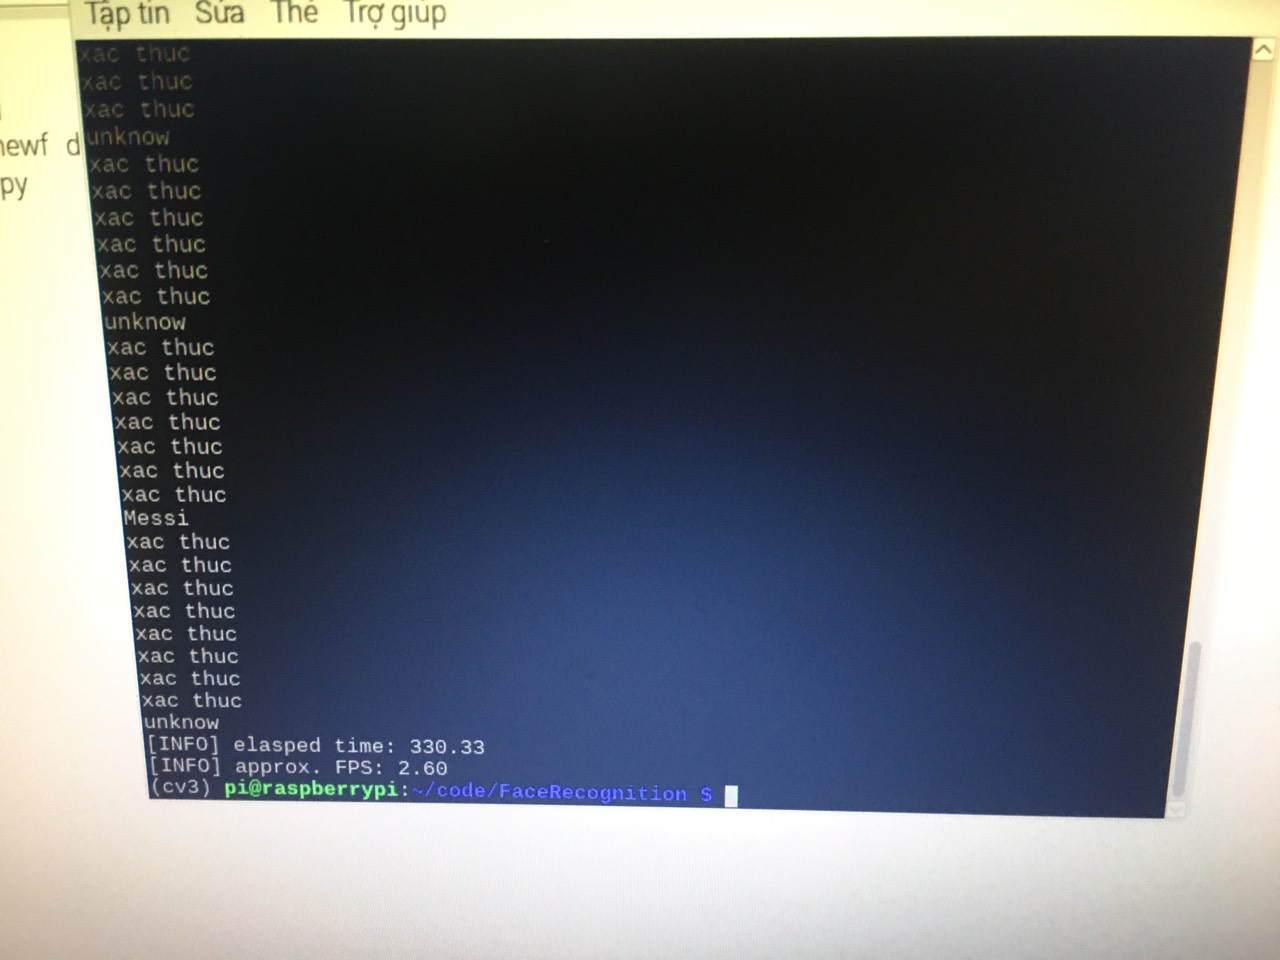 Tập tin Sửa Thẻ Trợ giúp
newf d
py
xac thuc
xac thuc
xac thuc
unknow
xac thuc
xac thuc
xac thuc
xac thuc
xac thuc
xac thuc
unknow
xac thuc
xac thuc
xac thuc
xac thuc
xac thuc
xac thuc
xac thuc
Messi
xac thuc
xac thuc
xac thuc
xac thuc
xac thuc
xac thuc
xac thuc
xac thuc
unknow
[INFO] elasped time: 330.33
[INFO] approx. FPS: 2.60
(cv3) pi@raspberrypi:~/code/FaceRecognition $